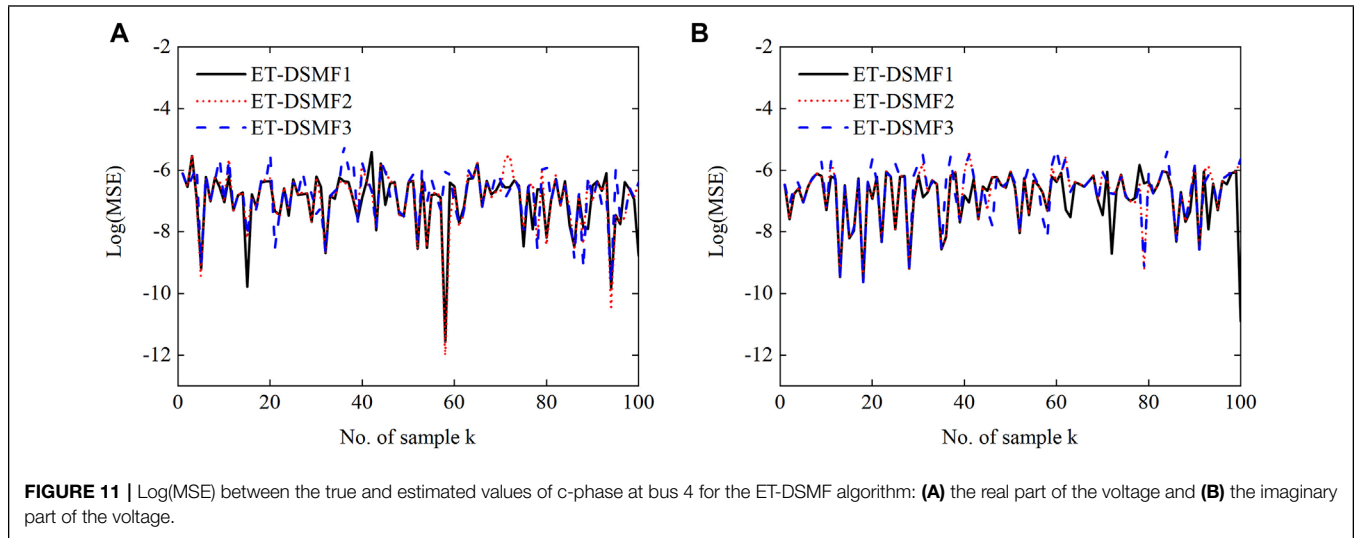 A
-2
-4
-6
-8
-10
-12
Log(MSE)
ET-DSMF1
ET-DSMF2
ET-DSMF3
0
20
40
60
80
100
No. of sample k
B
-2
-4
-6
-8
-10
-12
Log(MSE)
ET-DSMF1
ET-DSMF2
ET-DSMF3
0
20
40
60
80
100
No. of sample k
FIGURE 11 | Log(MSE) between the true and estimated values of c-phase at bus 4 for the ET-DSMF algorithm: (A) the real part of the voltage and (B) the imaginary
part of the voltage.